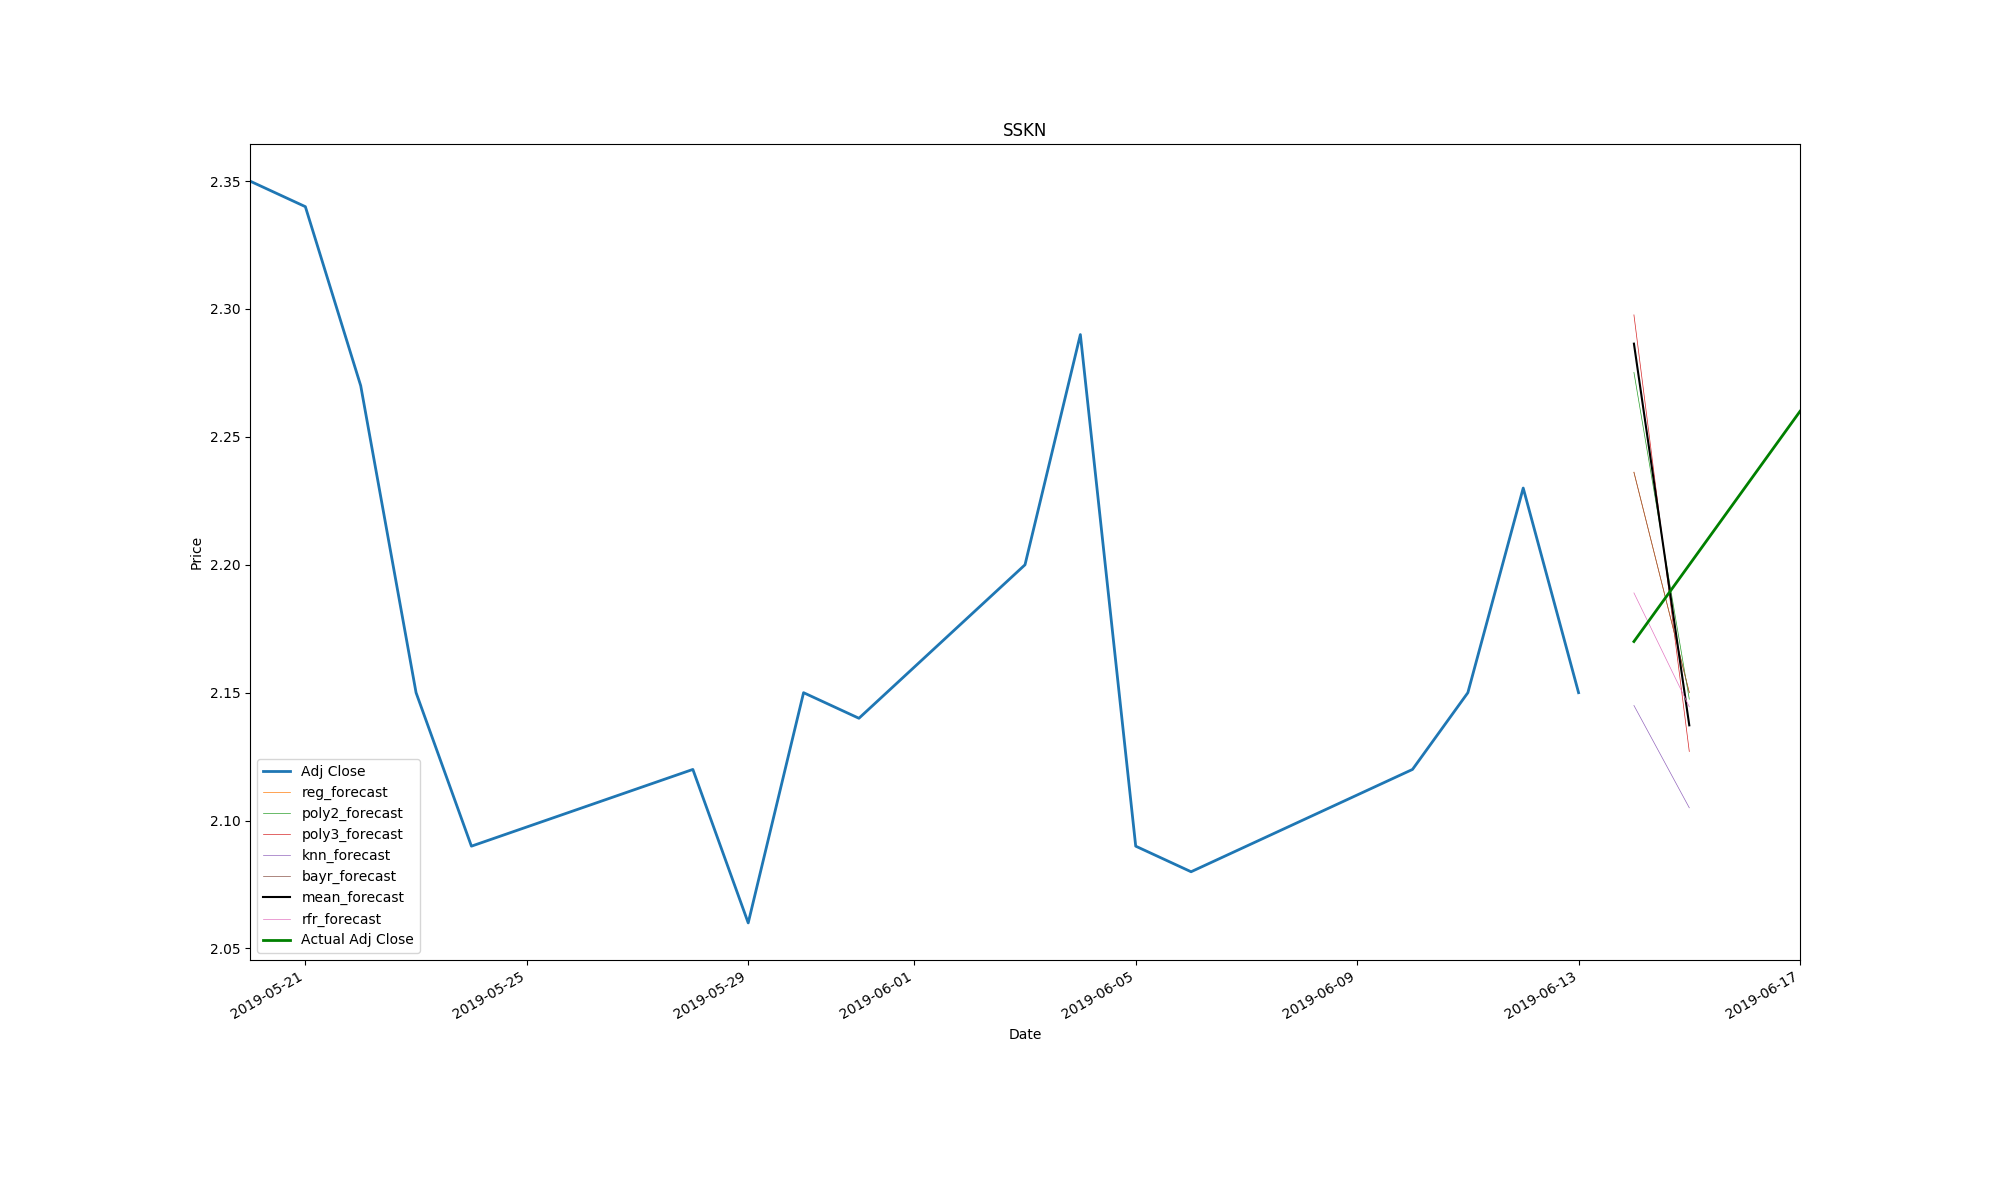 SSKN
Price
2.35
2.30
2.25
2.20
2.15
2.10
2.05
Adj Close
reg_forecast
poly2_forecast
poly3_forecast
knn_forecast
bayr_forecast
mean_forecast
rfr_forecast
Actual Adj Close
2019-05-21
2019-05-25
2019-05-29
2019-06-01
2019-06-05
2019-06-09
2019-06-13
2019-06-17
Date